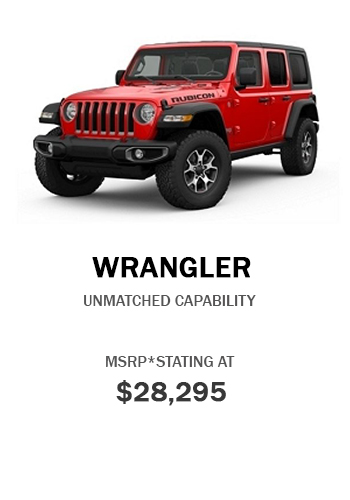 RUBICON
WRANGLER
UNMATCHED CAPABILITY
MSRP*STATING AT
$28,295